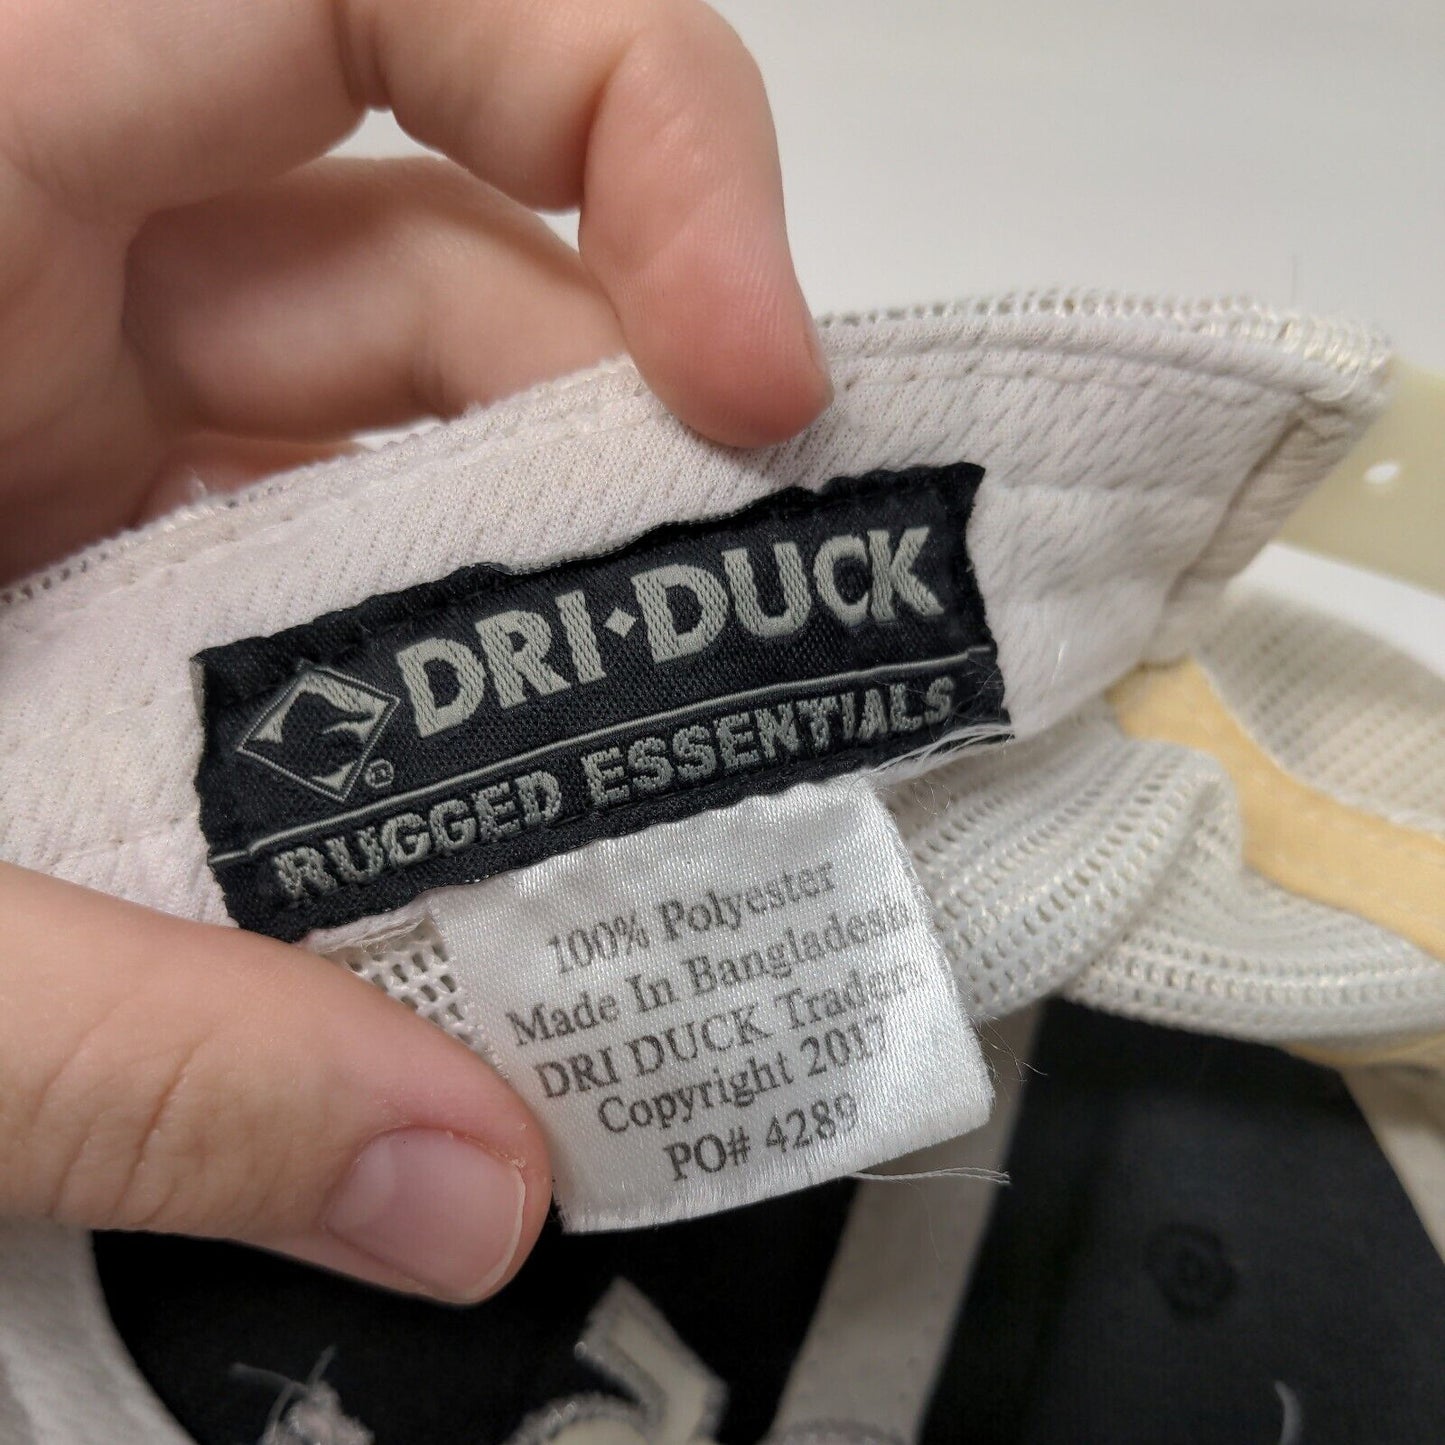 DRI◆DUCK
®
RUGGED ESSENTIALS
100% Polyester
Made In Bangladesh
DRI DUCK Traders
Copyright 2017
PO# 4289